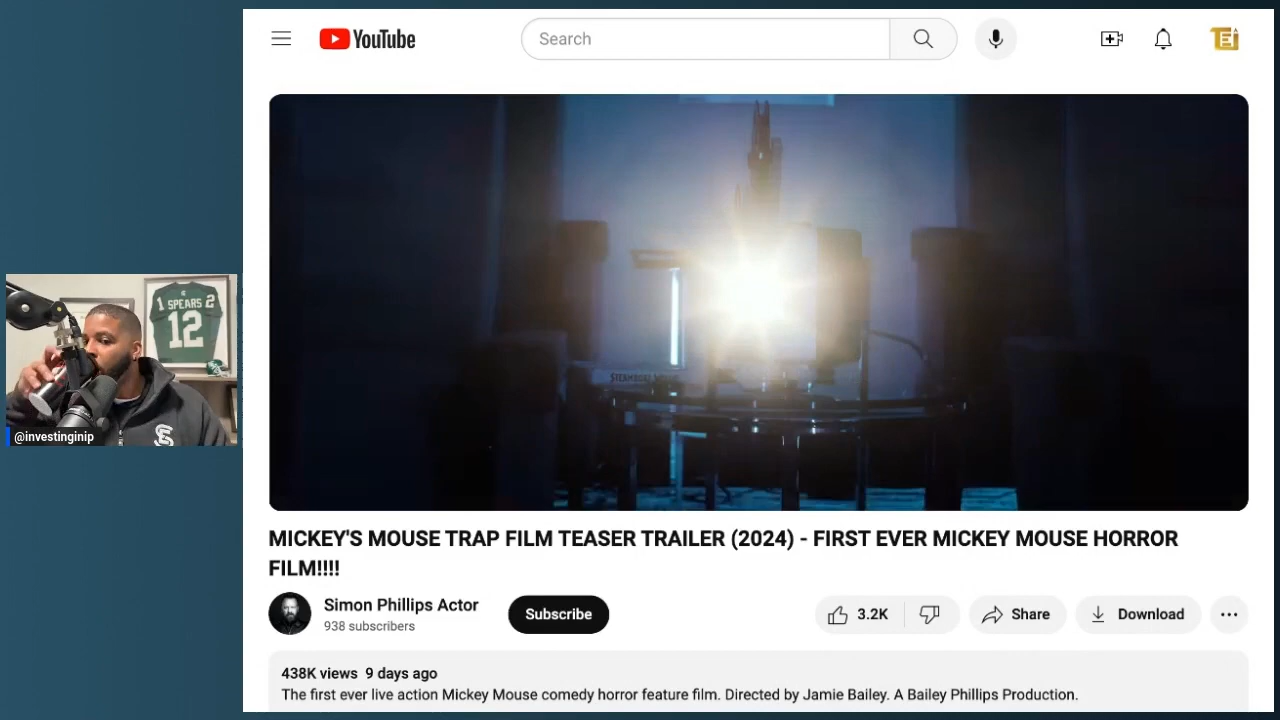 YouTube
Search
TEI
1 SPEARS 2
12
@investinginip
STEAMBOAT WILLIE
MICKEY'S MOUSE TRAP FILM TEASER TRAILER (2024) - FIRST EVER MICKEY MOUSE HORROR
FILM!!!!
Simon Phillips Actor
938 subscribers
Subscribe
3.2K
Share
Download
438K views 9 days ago
The first ever live action Mickey Mouse comedy horror feature film. Directed by Jamie Bailey. A Bailey Phillips Production.